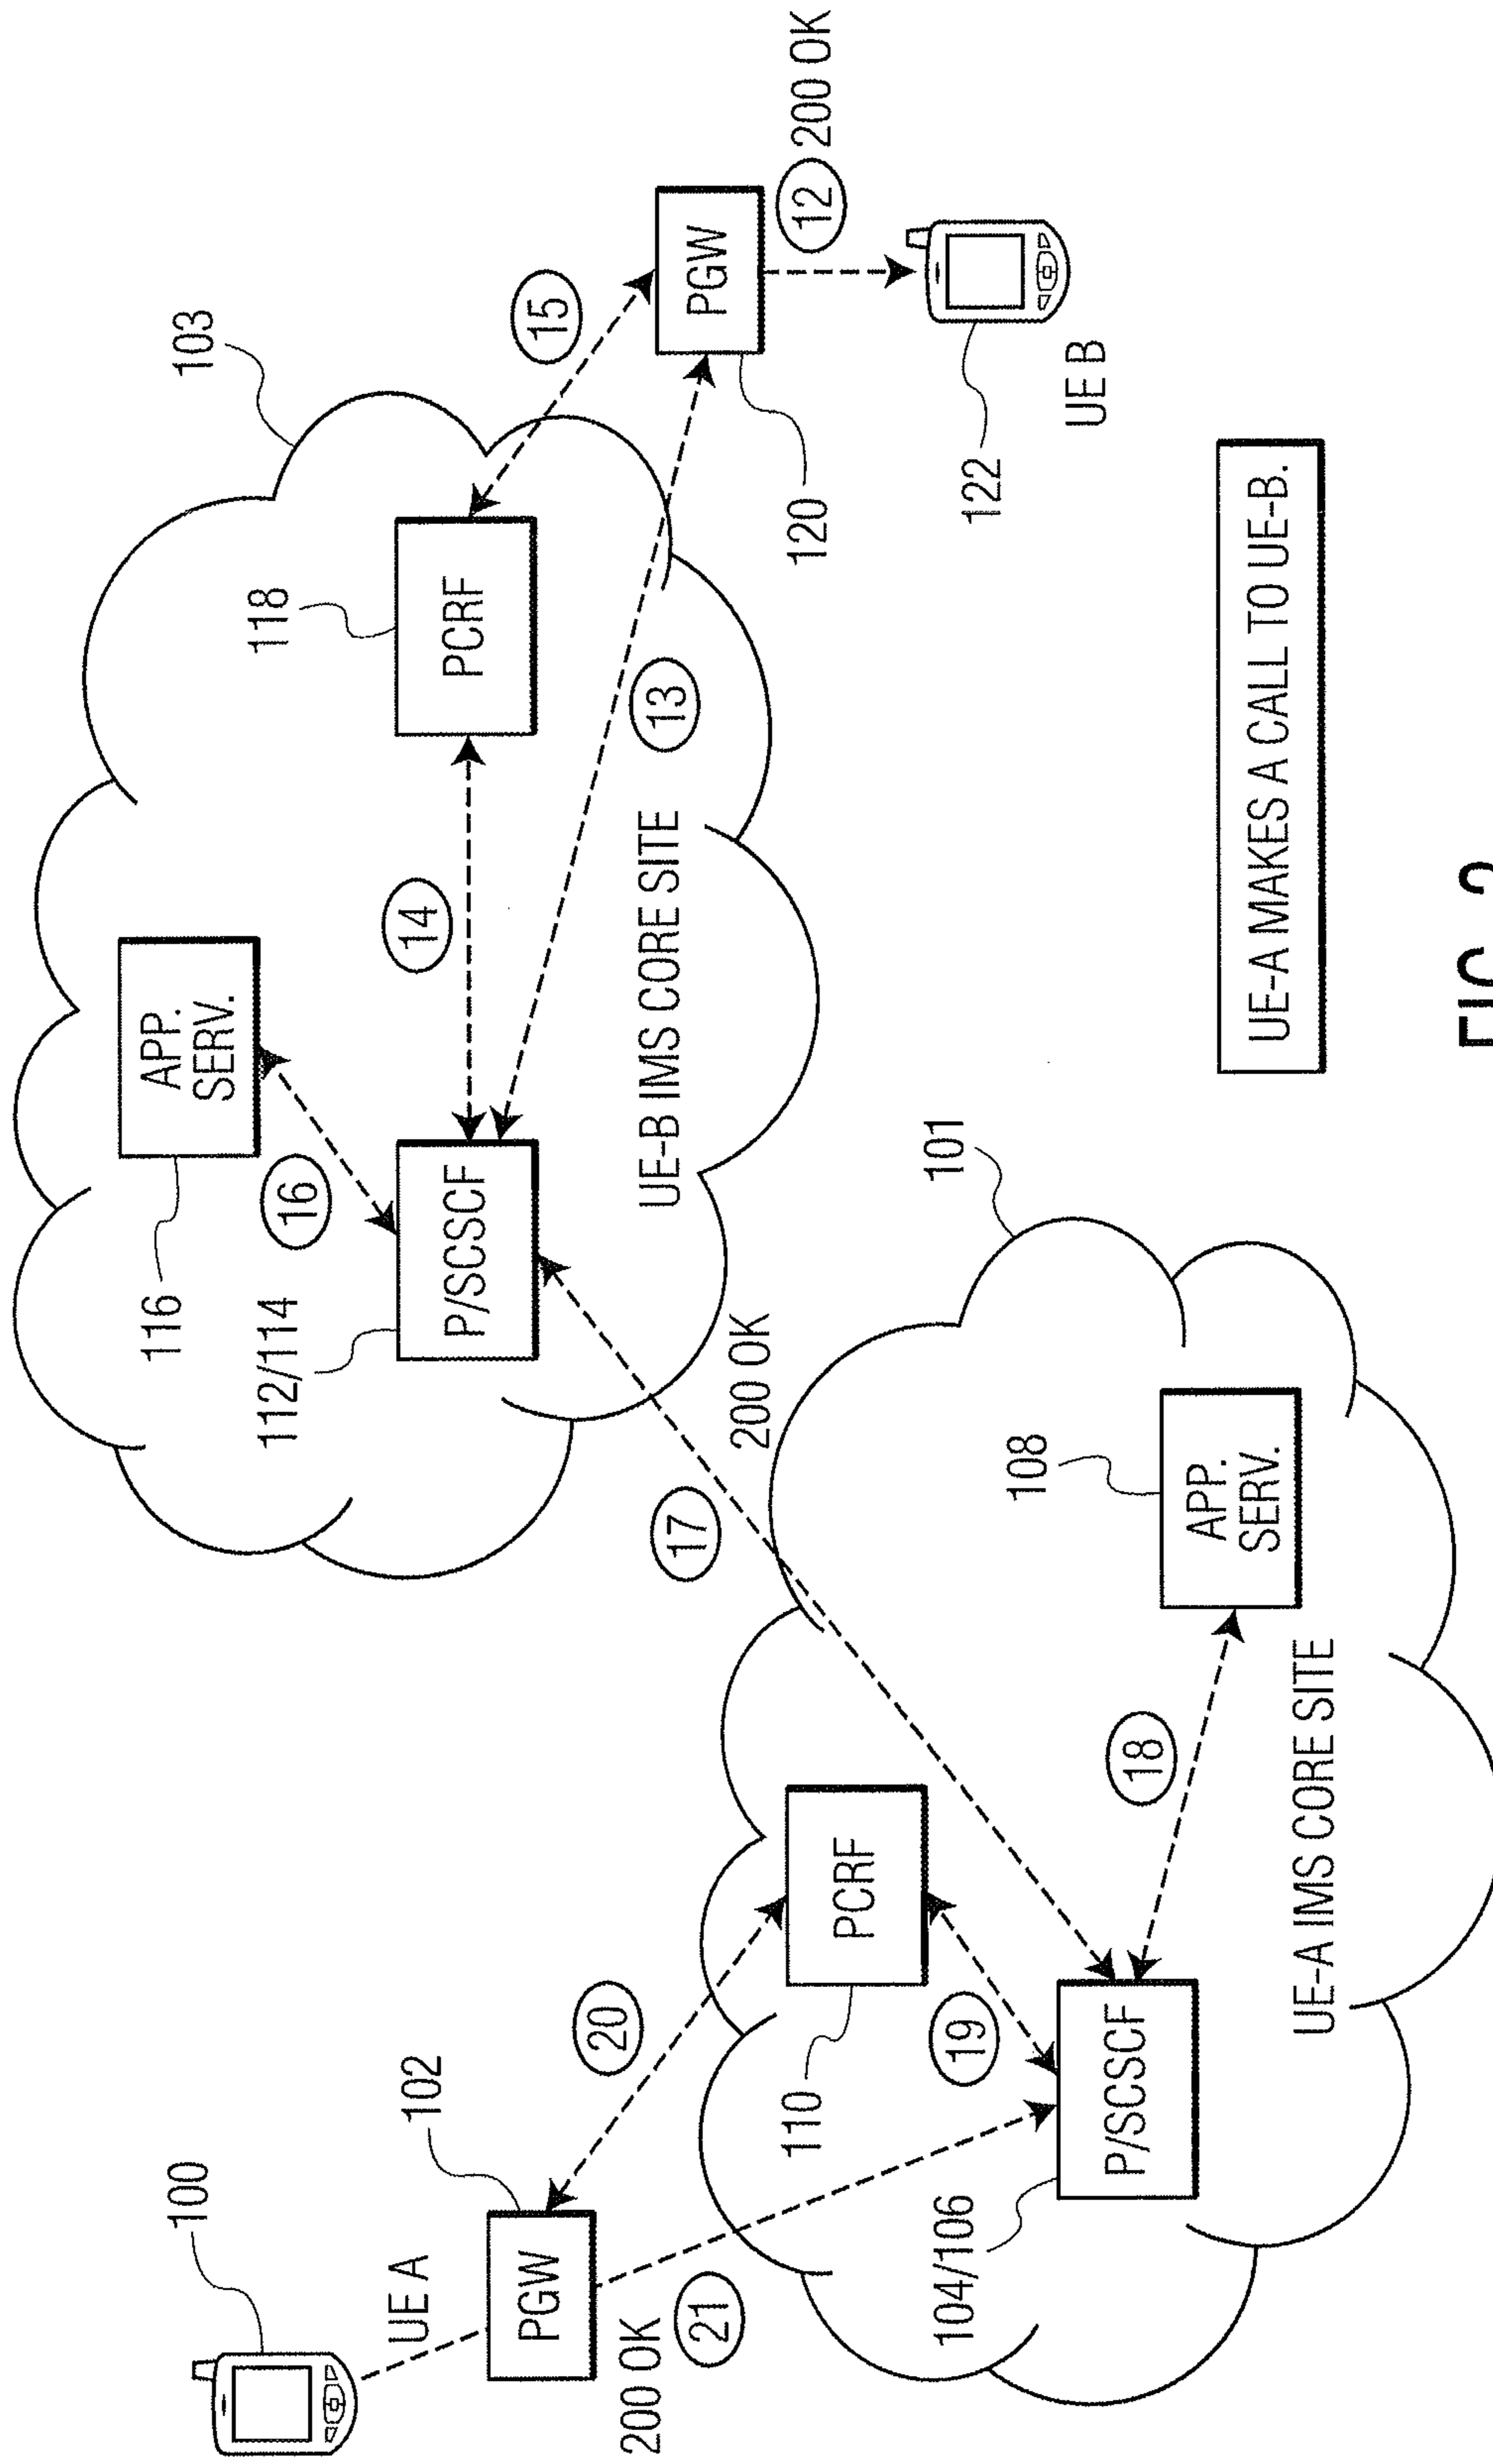 100
UE A
102
PGW
200 OK
21
20
110
PCRF
19
104/106
P/SCSCF
18
108
APP.
SERV.
UE-A IMS CORE SITE
101
17
200 OK
112/114
P/SCSCF
116
APP.
SERV.
16
14
118
PCRF
13
UE-B IMS CORE SITE
103
15
PGW
120
12
200 OK
122
UE B
UE-A MAKES A CALL TO UE-B.